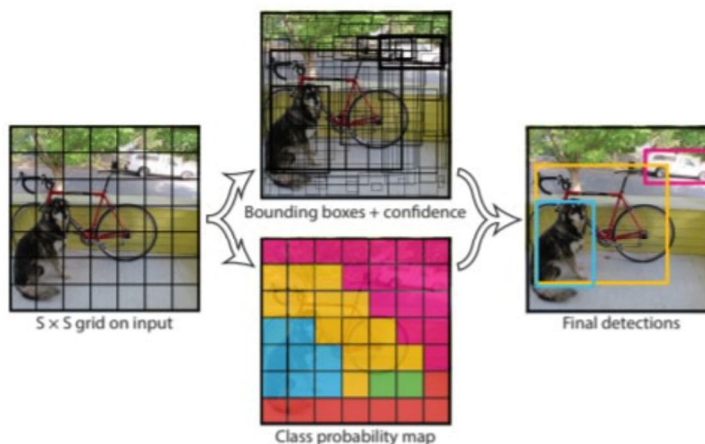 Bounding boxes + confidence
S × S grid on input
Final detections
Class probability map